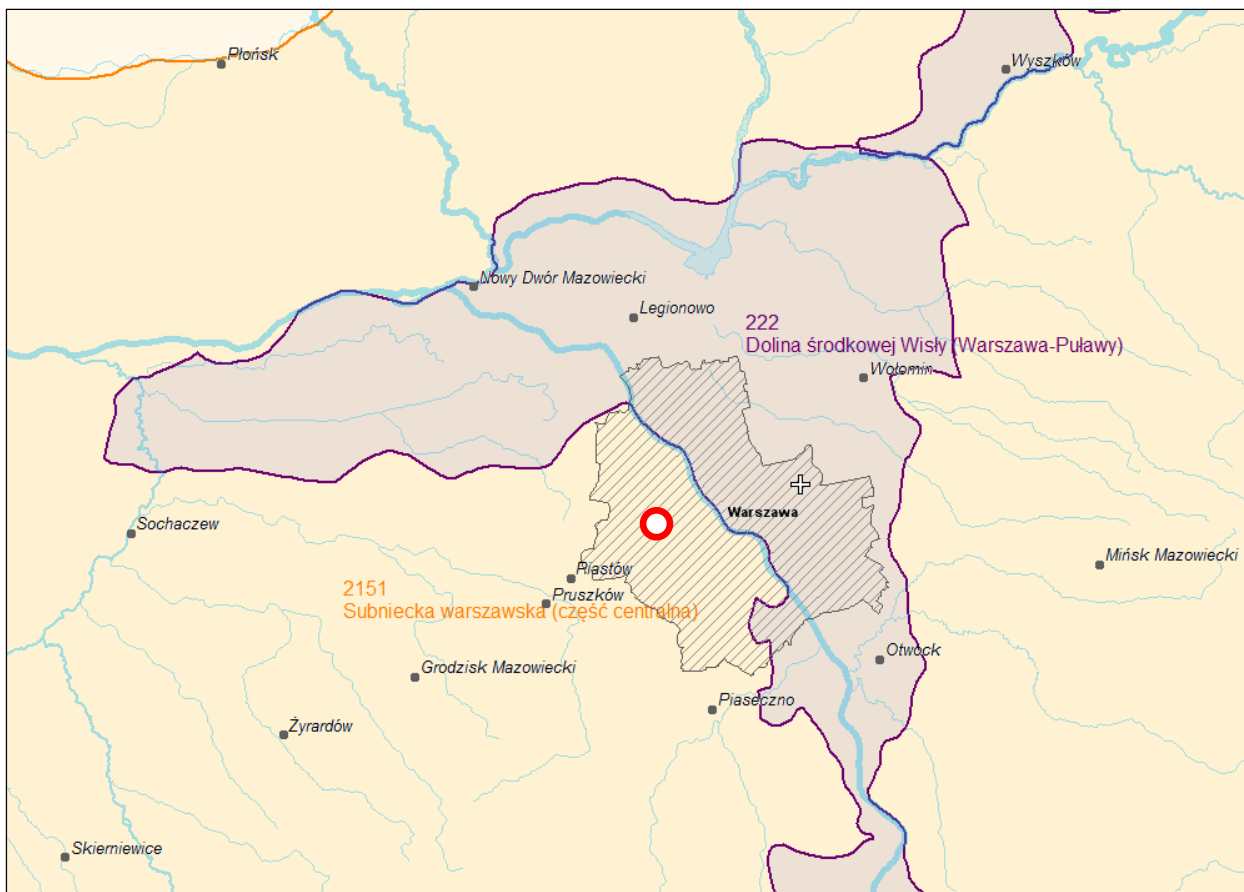 Płońsk
Wyszków
Nowy Dwór Mazowiecki
Legionowo
222
Dolina środkowej Wisły (Warszawa-Puławy)
Wołomin
Warszawa
Sochaczew
Mińsk Mazowiecki
Piastów
2151
Pruszków
Subniecka warszawska (część centralna)
Otwock
Grodzisk Mazowiecki
Piaseczno
Żyrardów
Skierniewice